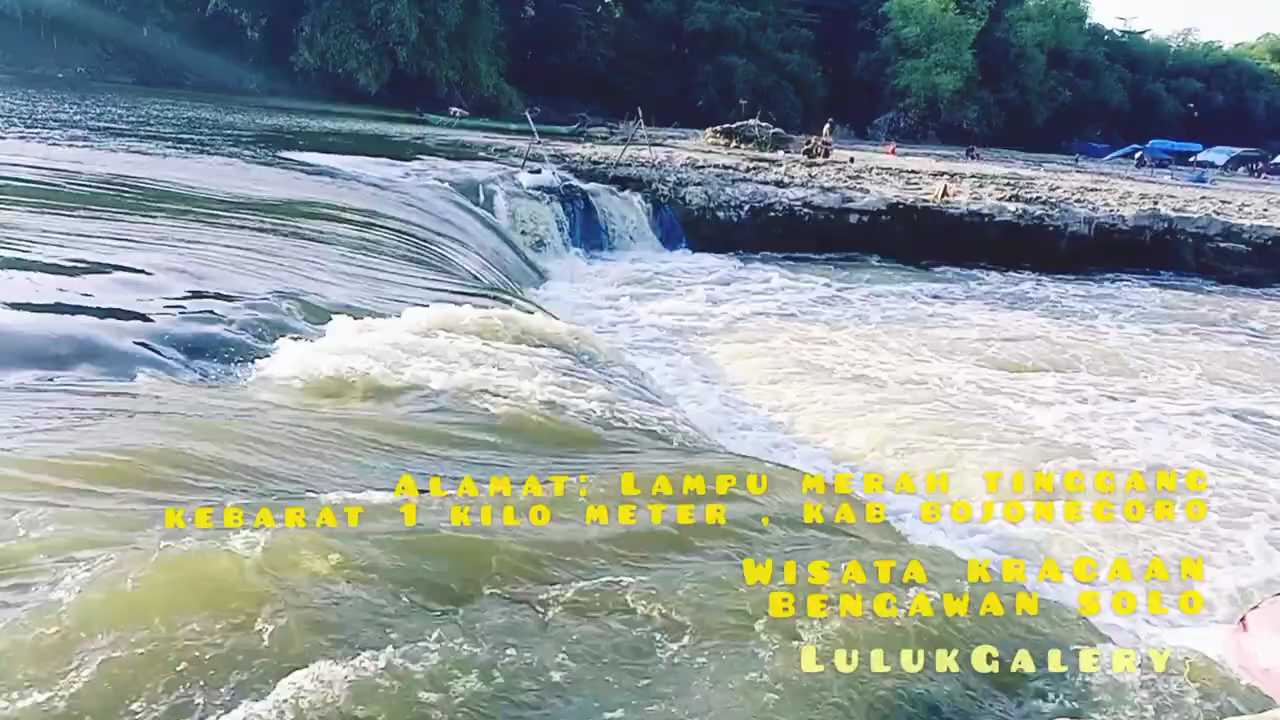 Alamat: Lampu merah tinggang
kebarat 1 kilo meter , kab bojonegoro
Wisata kracaan
Bengawan solo
LulukGalery